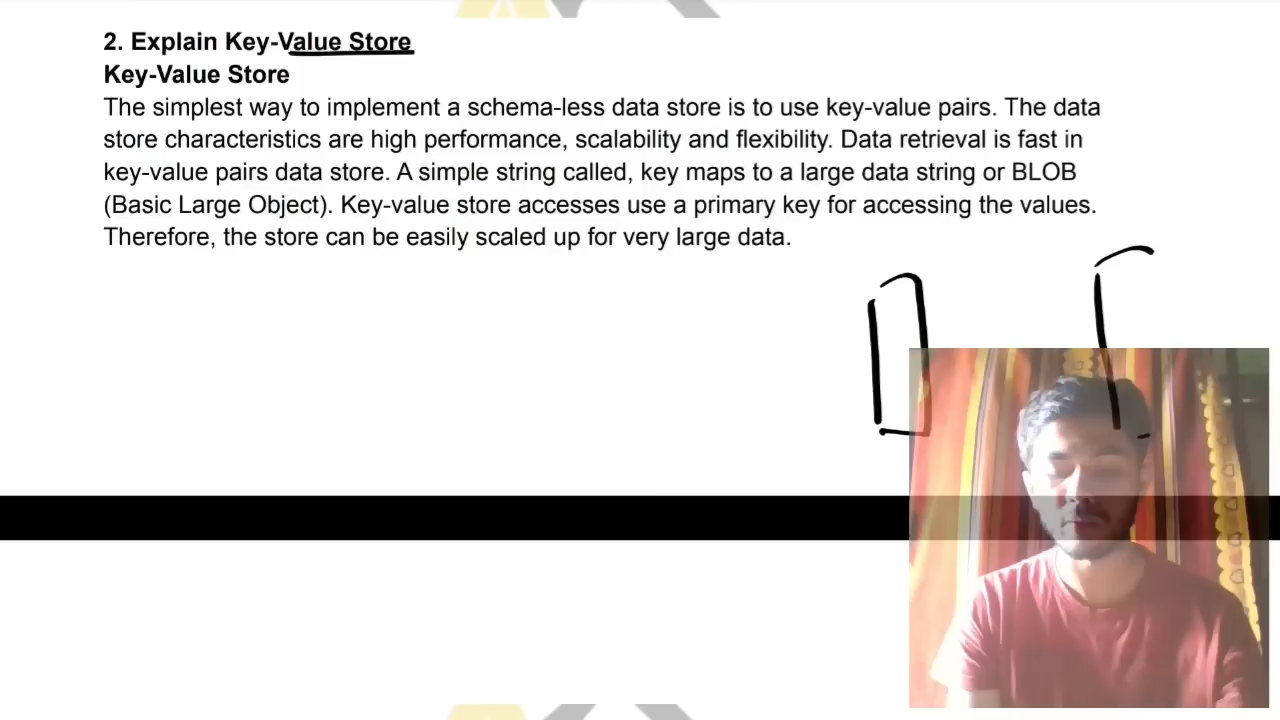 2. Explain Key-Value Store
Key-Value Store
The simplest way to implement a schema-less data store is to use key-value pairs. The data
store characteristics are high performance, scalability and flexibility. Data retrieval is fast in
key-value pairs data store. A simple string called, key maps to a large data string or BLOB
(Basic Large Object). Key-value store accesses use a primary key for accessing the values.
Therefore, the store can be easily scaled up for very large data.